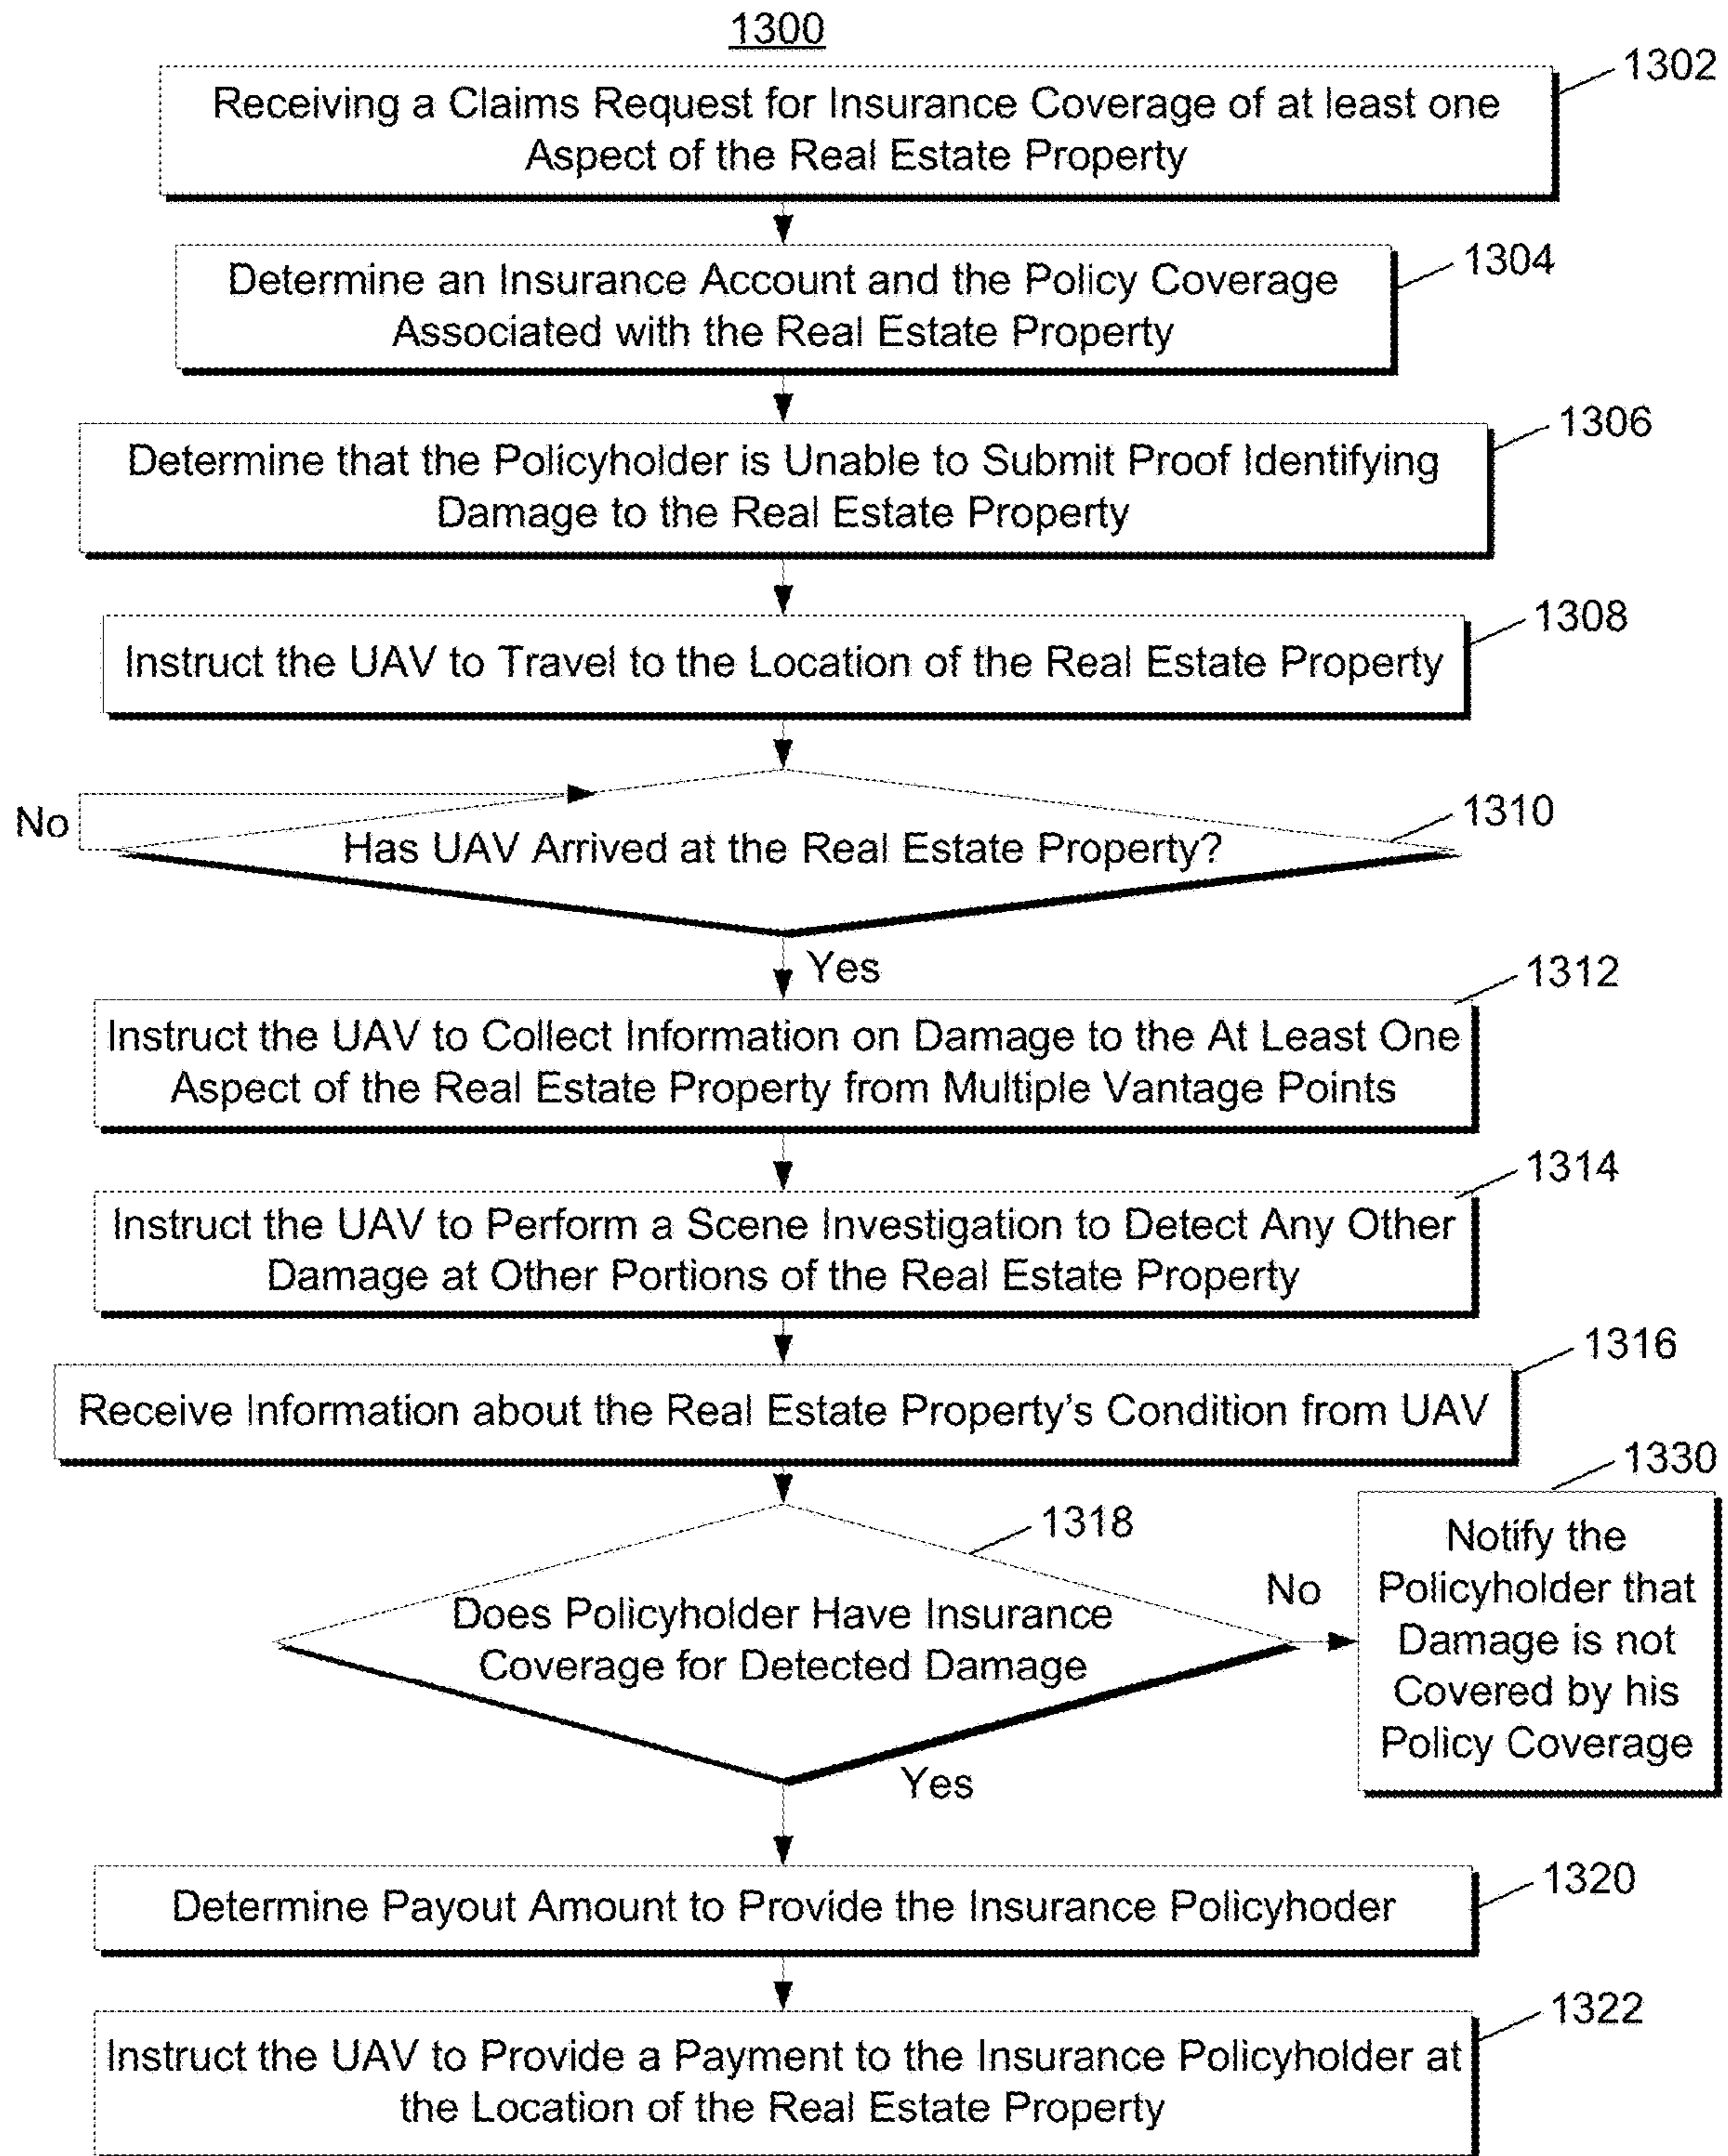 1300
1302
Receiving a Claims Request for Insurance Coverage of at least one
Aspect of the Real Estate Property
1304
Determine an Insurance Account and the Policy Coverage
Associated with the Real Estate Property
1306
Determine that the Policyholder is Unable to Submit Proof Identifying
Damage to the Real Estate Property
1308
Instruct the UAV to Travel to the Location of the Real Estate Property
No
1310
Has UAV Arrived at the Real Estate Property?
Yes
1312
Instruct the UAV to Collect Information on Damage to the At Least One
Aspect of the Real Estate Property from Multiple Vantage Points
1314
Instruct the UAV to Perform a Scene Investigation to Detect Any Other
Damage at Other Portions of the Real Estate Property
1316
Receive Information about the Real Estate Property's Condition from UAV
1318
Does Policyholder Have Insurance
Coverage for Detected Damage
No
1330
Notify the
Policyholder that
Damage is not
Covered by his
Policy Coverage
Yes
1320
Determine Payout Amount to Provide the Insurance Policyhoder
1322
Instruct the UAV to Provide a Payment to the Insurance Policyholder at
the Location of the Real Estate Property